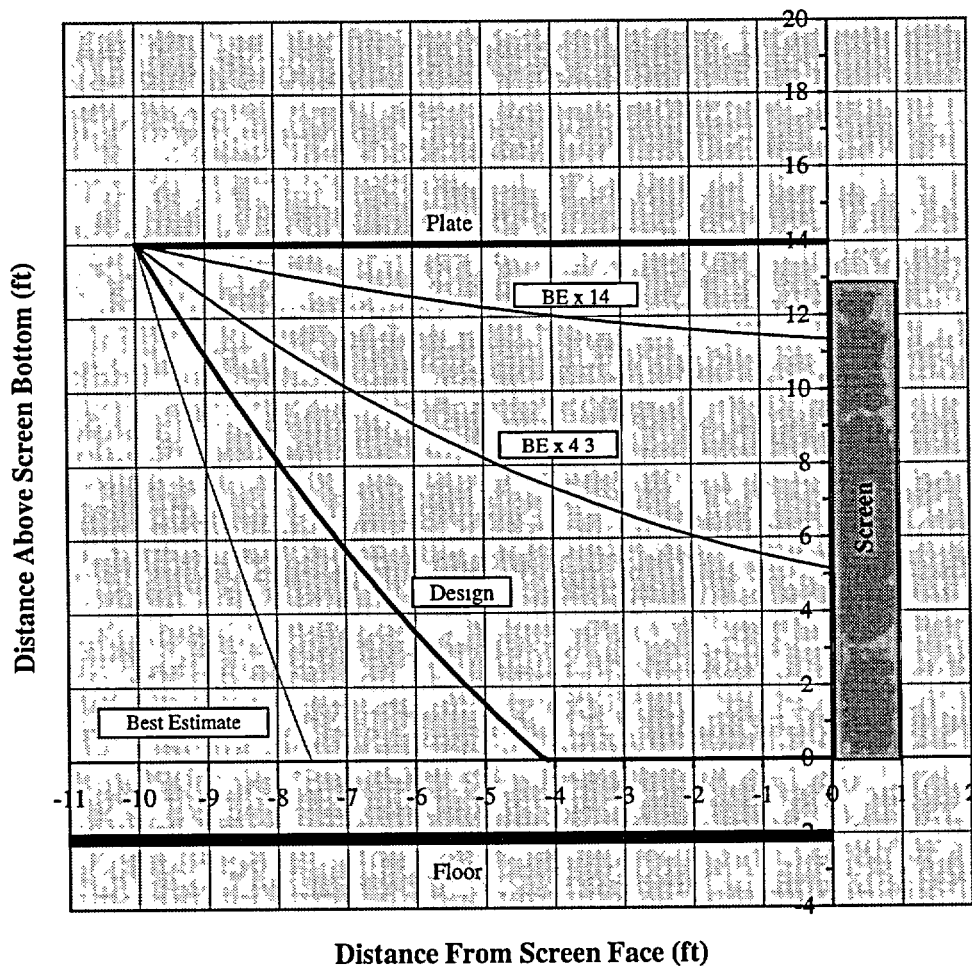 20
18
16
Plate
14
BE x 14
12
10
BE x 4 3
8
Screen
6
Design
4
2
Best Estimate
0
-11 -10 -9 -8 -7 -6 -5 -4 -3 -2 -1 0 1 2
-2
Floor
-4
Distance Above Screen Bottom (ft)
Distance From Screen Face (ft)